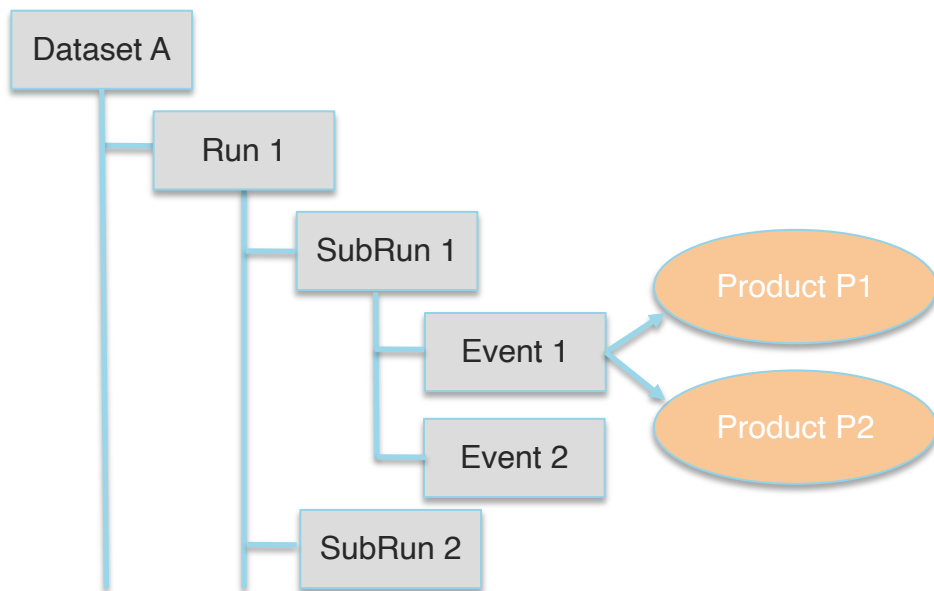 Dataset A
Run 1
SubRun 1
Product P1
Event 1
Product P2
Event 2
SubRun 2